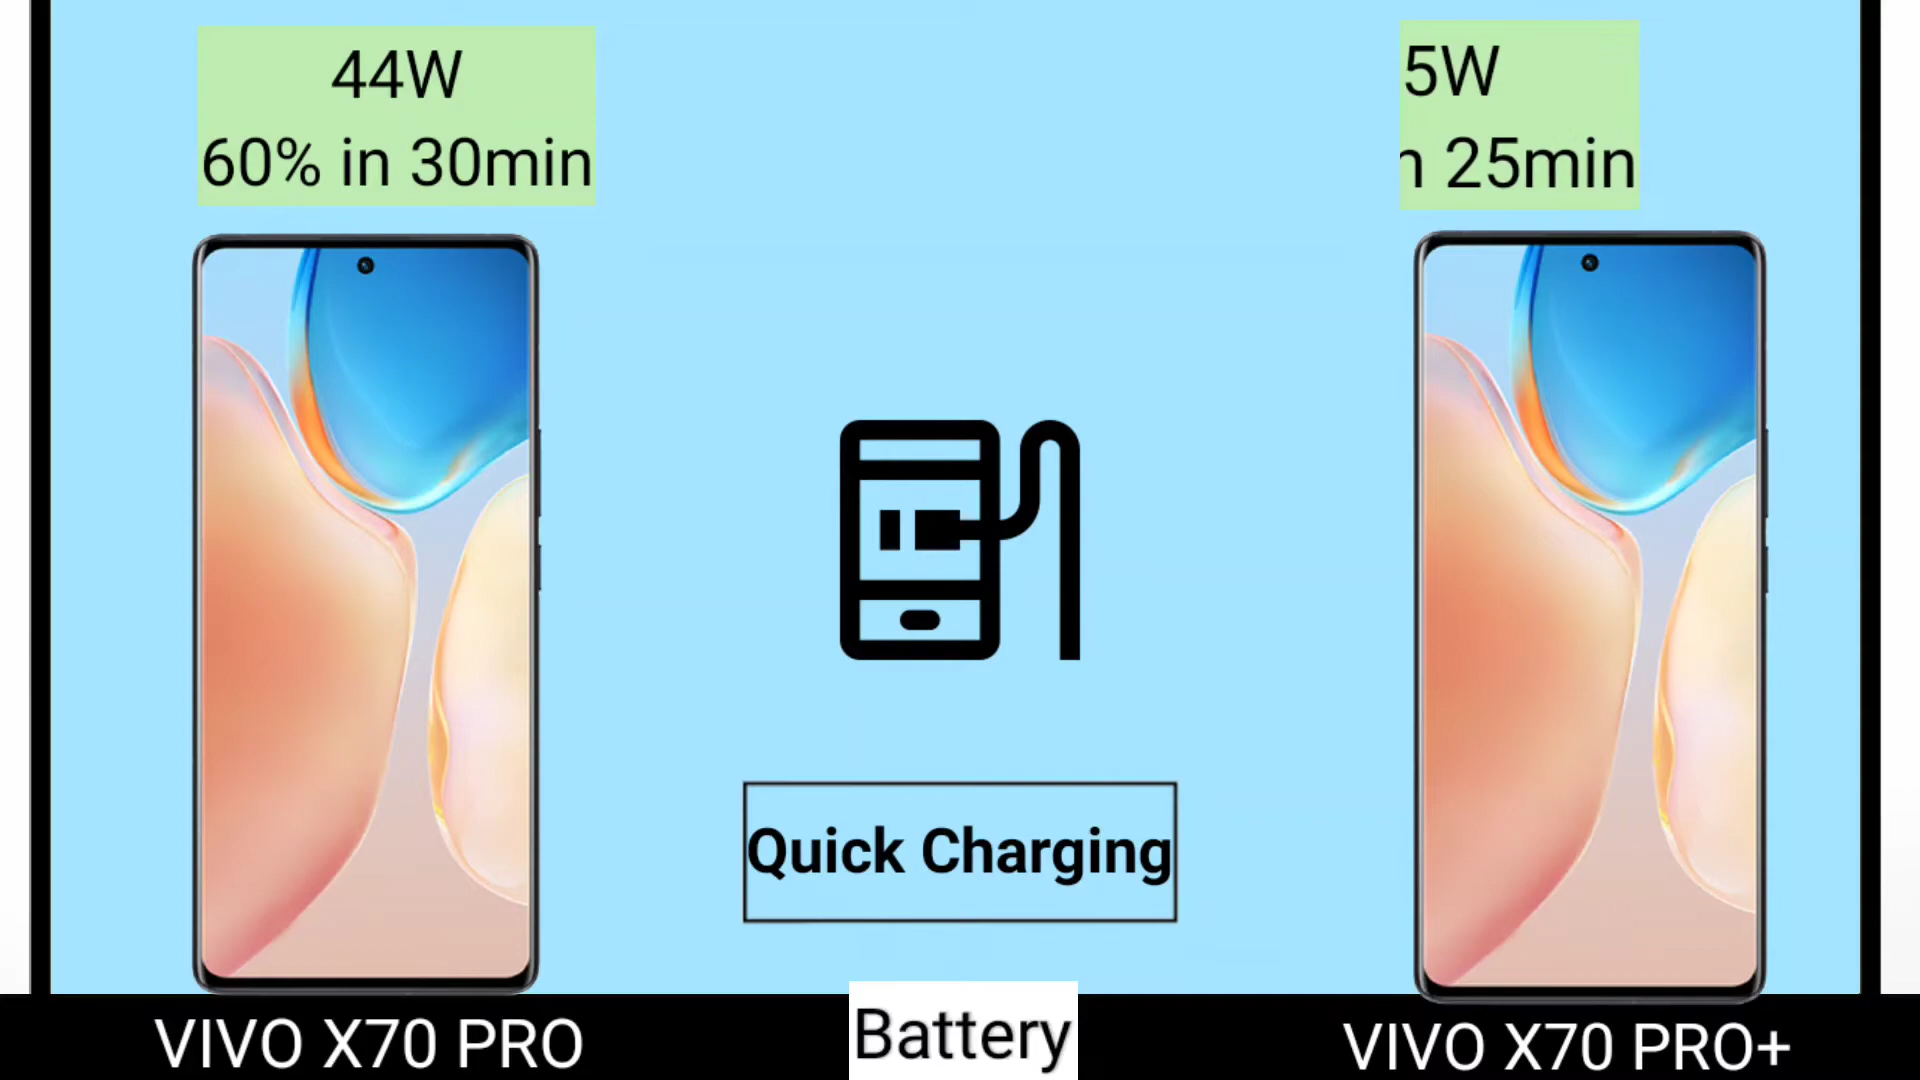 44W
60% in 30min
5W
25min
Quick Charging
VIVO X70 PRO
Battery
VIVO X70 PRO+